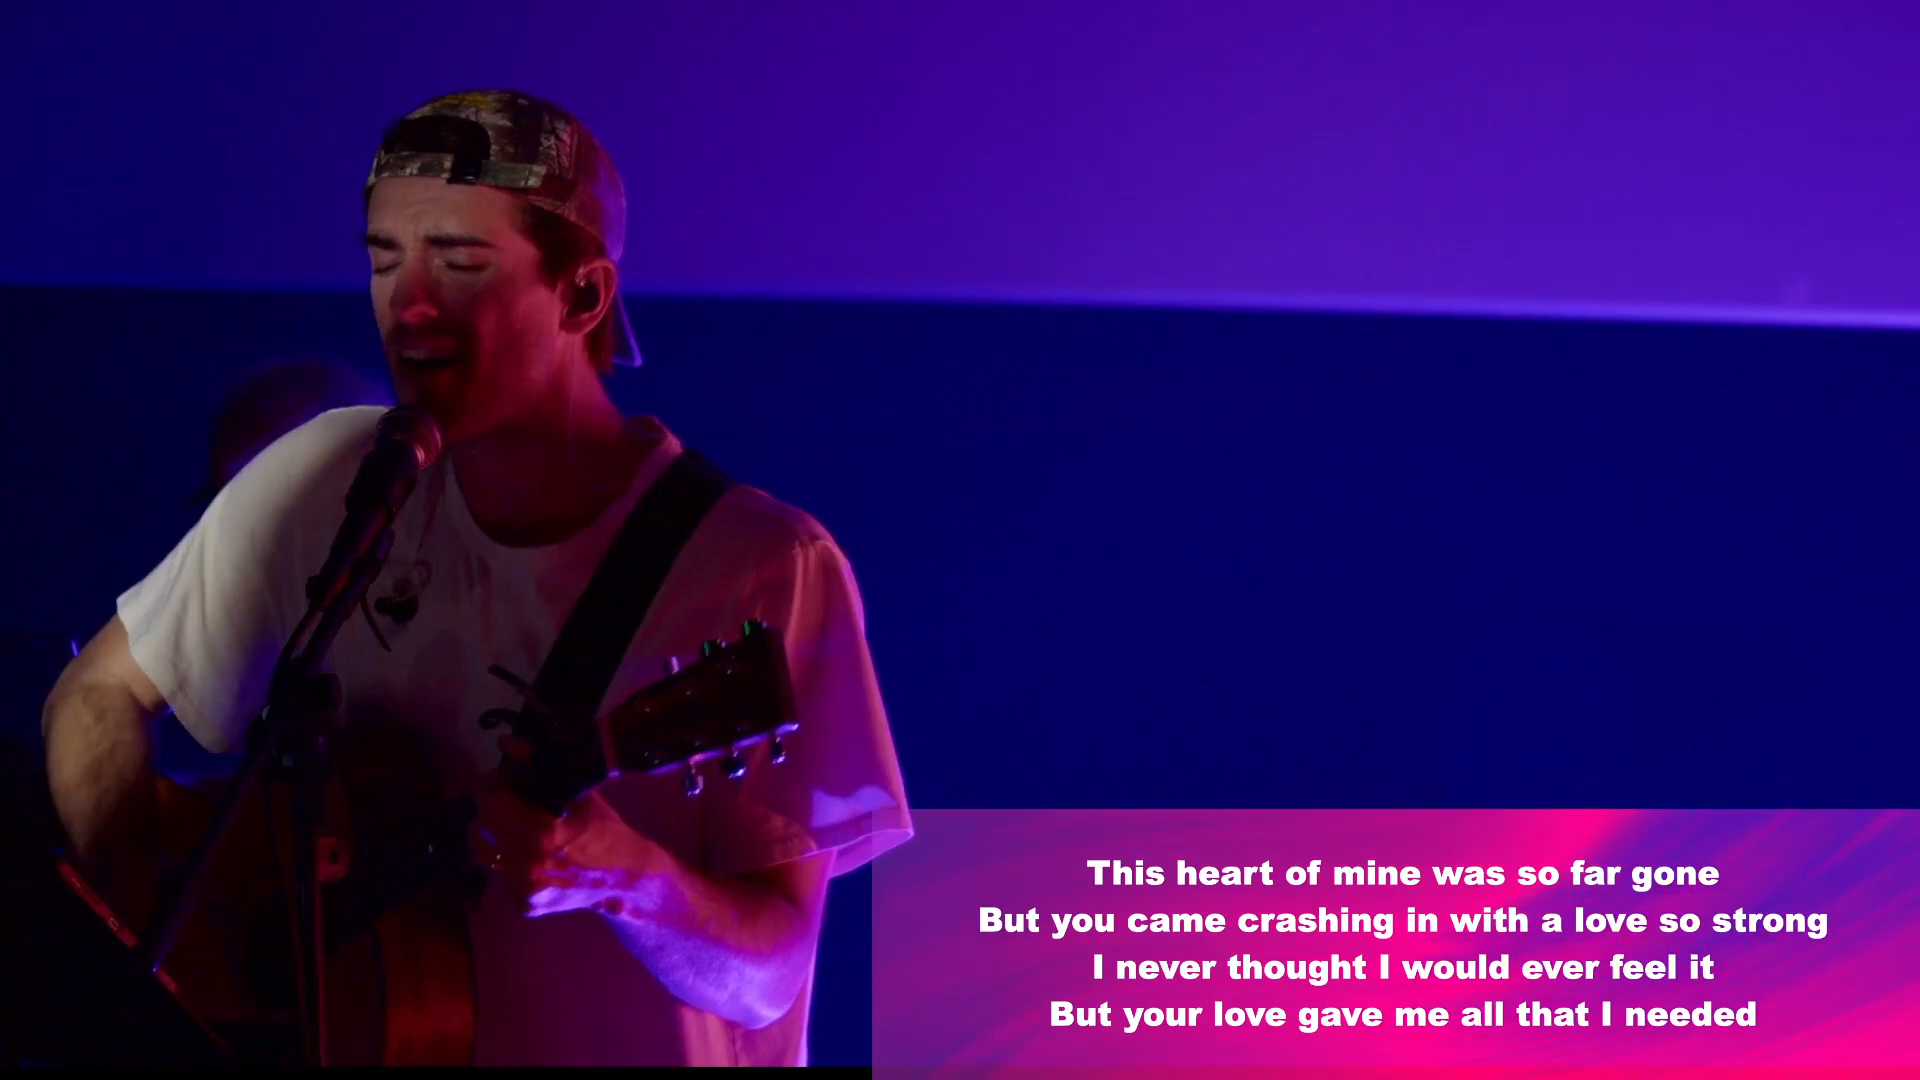 This heart of mine was so far gone
But you came crashing in with a love so strong
I never thought I would ever feel it
But your love gave me all that I needed